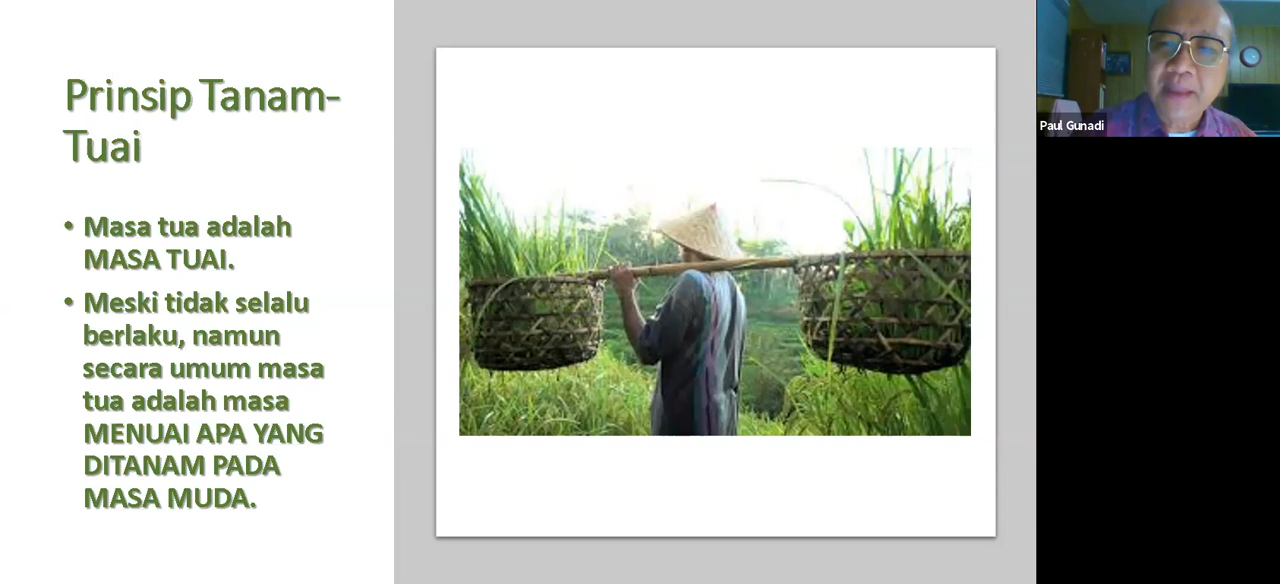 Prinsip Tanam-
Tuai
• Masa tua adalah
MASA TUAI.
• Meski tidak selalu
berlaku, namun
secara umum masa
tua adalah masa
MENUAI APA YANG
DITANAM PADA
MASA MUDA.
Paul Gunadi